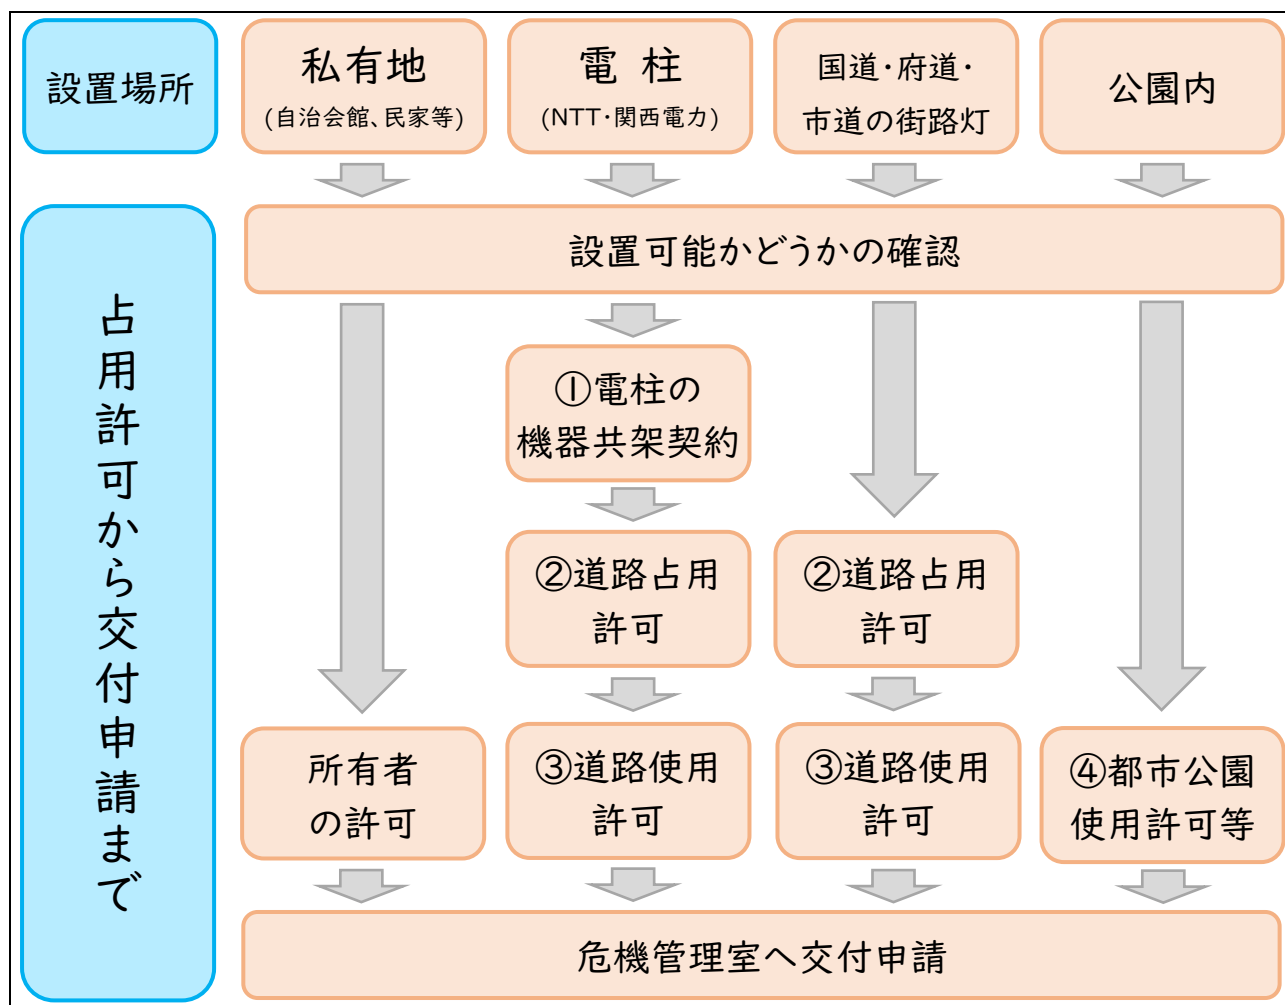 設置場所
私有地
(自治会館、民家等)
電 柱
(NTT・関西電力)
国道・府道・
市道の街路灯
公園内
占用許可から交付申請まで
設置可能かどうかの確認
①電柱の
機器共架契約
②道路占用
許可
②道路占用
許可
所有者
の許可
③道路使用
許可
③道路使用
許可
④都市公園
使用許可等
危機管理室へ交付申請